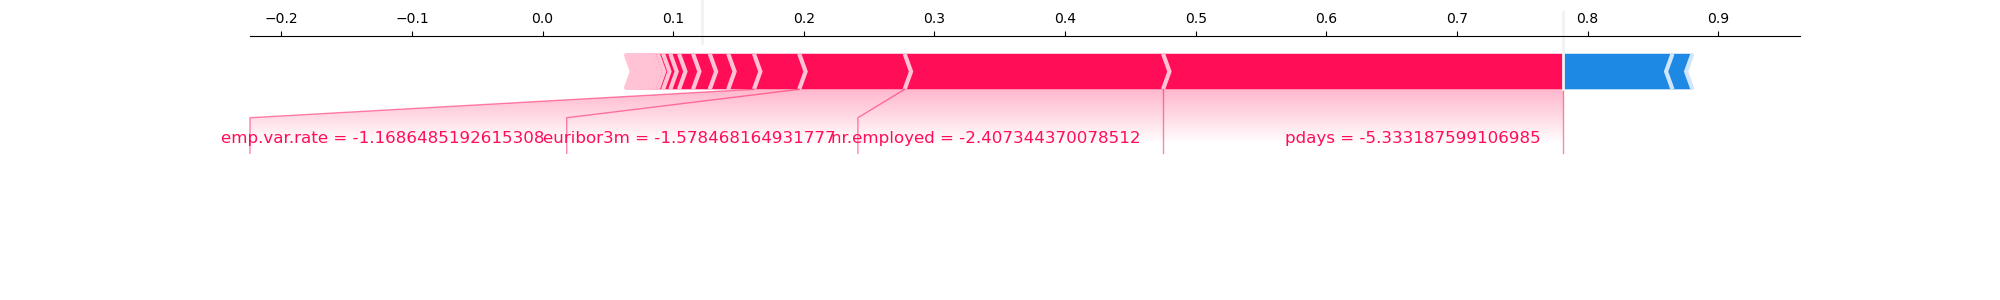 −0.2 −0.1 0.0 0.1 0.2 0.3 0.4 0.5 0.6 0.7 0.8 0.9
emp.var.rate = -1.1686485192615308 euribor3m = -1.578468164931777 nr.employed = -2.407344370078512 pdays = -5.333187599106985